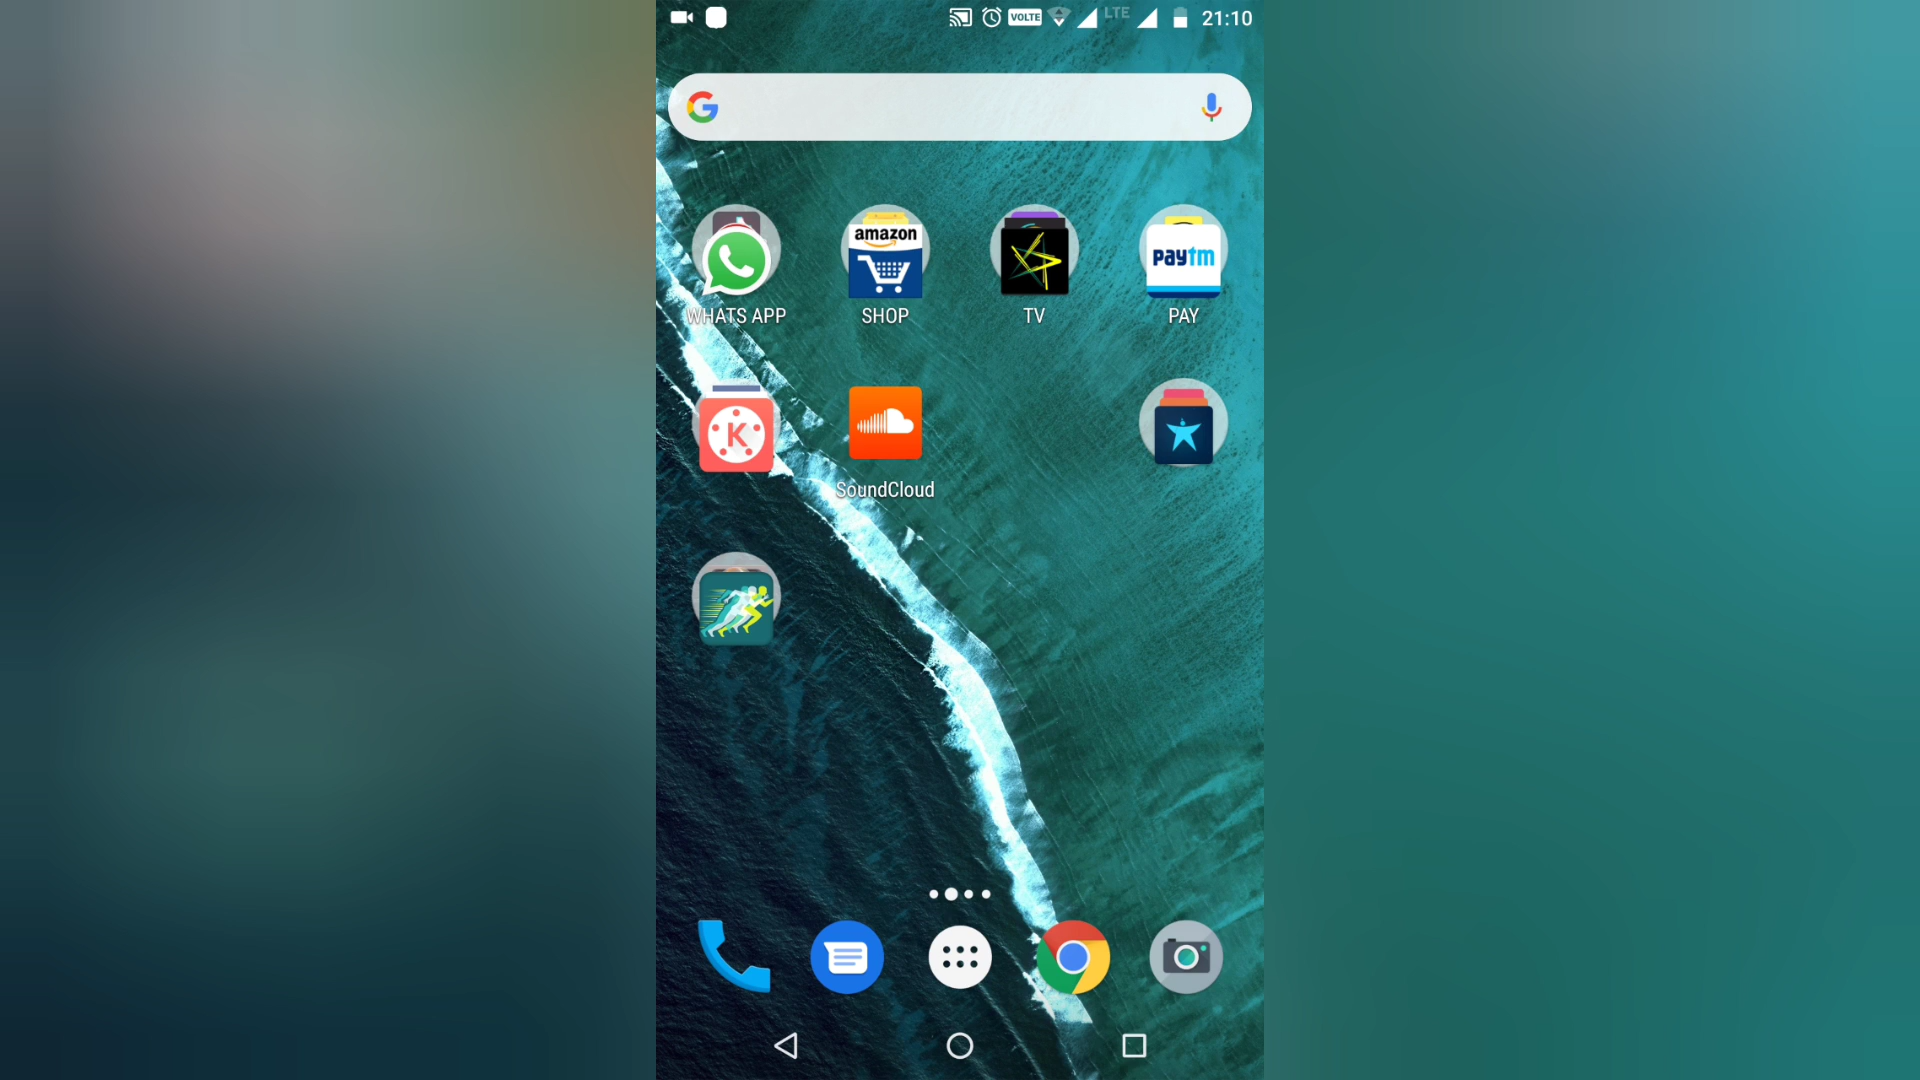 VOLTE LTE 21:10
G
amazon
paytm
WHATS APP SHOP TV PAY
K
SoundCloud